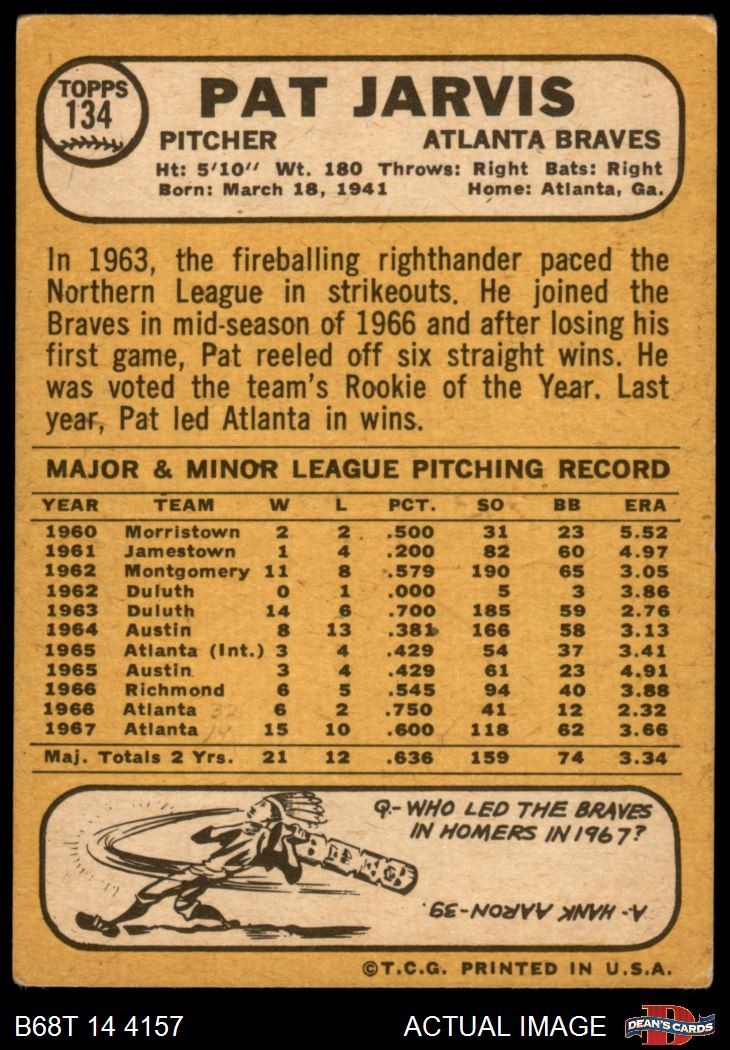 TOPPS
134
PAT JARVIS
PITCHER ATLANTA BRAVES
Ht: 5'10" Wt. 180 Throws: Right Bats: Right
Born: March 18, 1941 Home: Atlanta, Ga.
In 1963, the fireballing righthander paced the
Northern League in strikeouts. He joined the
Braves in mid-season of 1966 and after losing his
first game, Pat reeled off six straight wins. He
was voted the team's Rookie of the Year. Last
year, Pat led Atlanta in wins.
MAJOR & MINOR LEAGUE PITCHING RECORD
YEAR TEAM W L PCT. SO BB ERA
1960 Morristown 2 2 .500 31 23 5.52
1961 Jamestown 1 4 .200 82 60 4.97
1962 Montgomery 11 8 .579 190 65 3.05
1962 Duluth 0 1 .000 5 3 3.86
1963 Duluth 14 6 .700 185 59 2.76
1964 Austin 8 13 .381 166 58 3.13
1965 Atlanta (Int.) 3 4 .429 54 37 3.41
1965 Austin 3 4 .429 61 23 4.91
1966 Richmond 6 5 .545 94 40 3.88
1966 Atlanta 6 2 .750 41 12 2.32
1967 Atlanta 15 10 .600 118 62 3.66
Maj. Totals 2 Yrs. 21 12 .636 159 74 3.34
Q-WHO LED THE BRAVES
IN HOMERS IN 1967?
A-HANK AARON-39.
©T.C.G. PRINTED IN U.S.A.
B68T 14 4157 ACTUAL IMAGE
D
DEAN'S CARDS